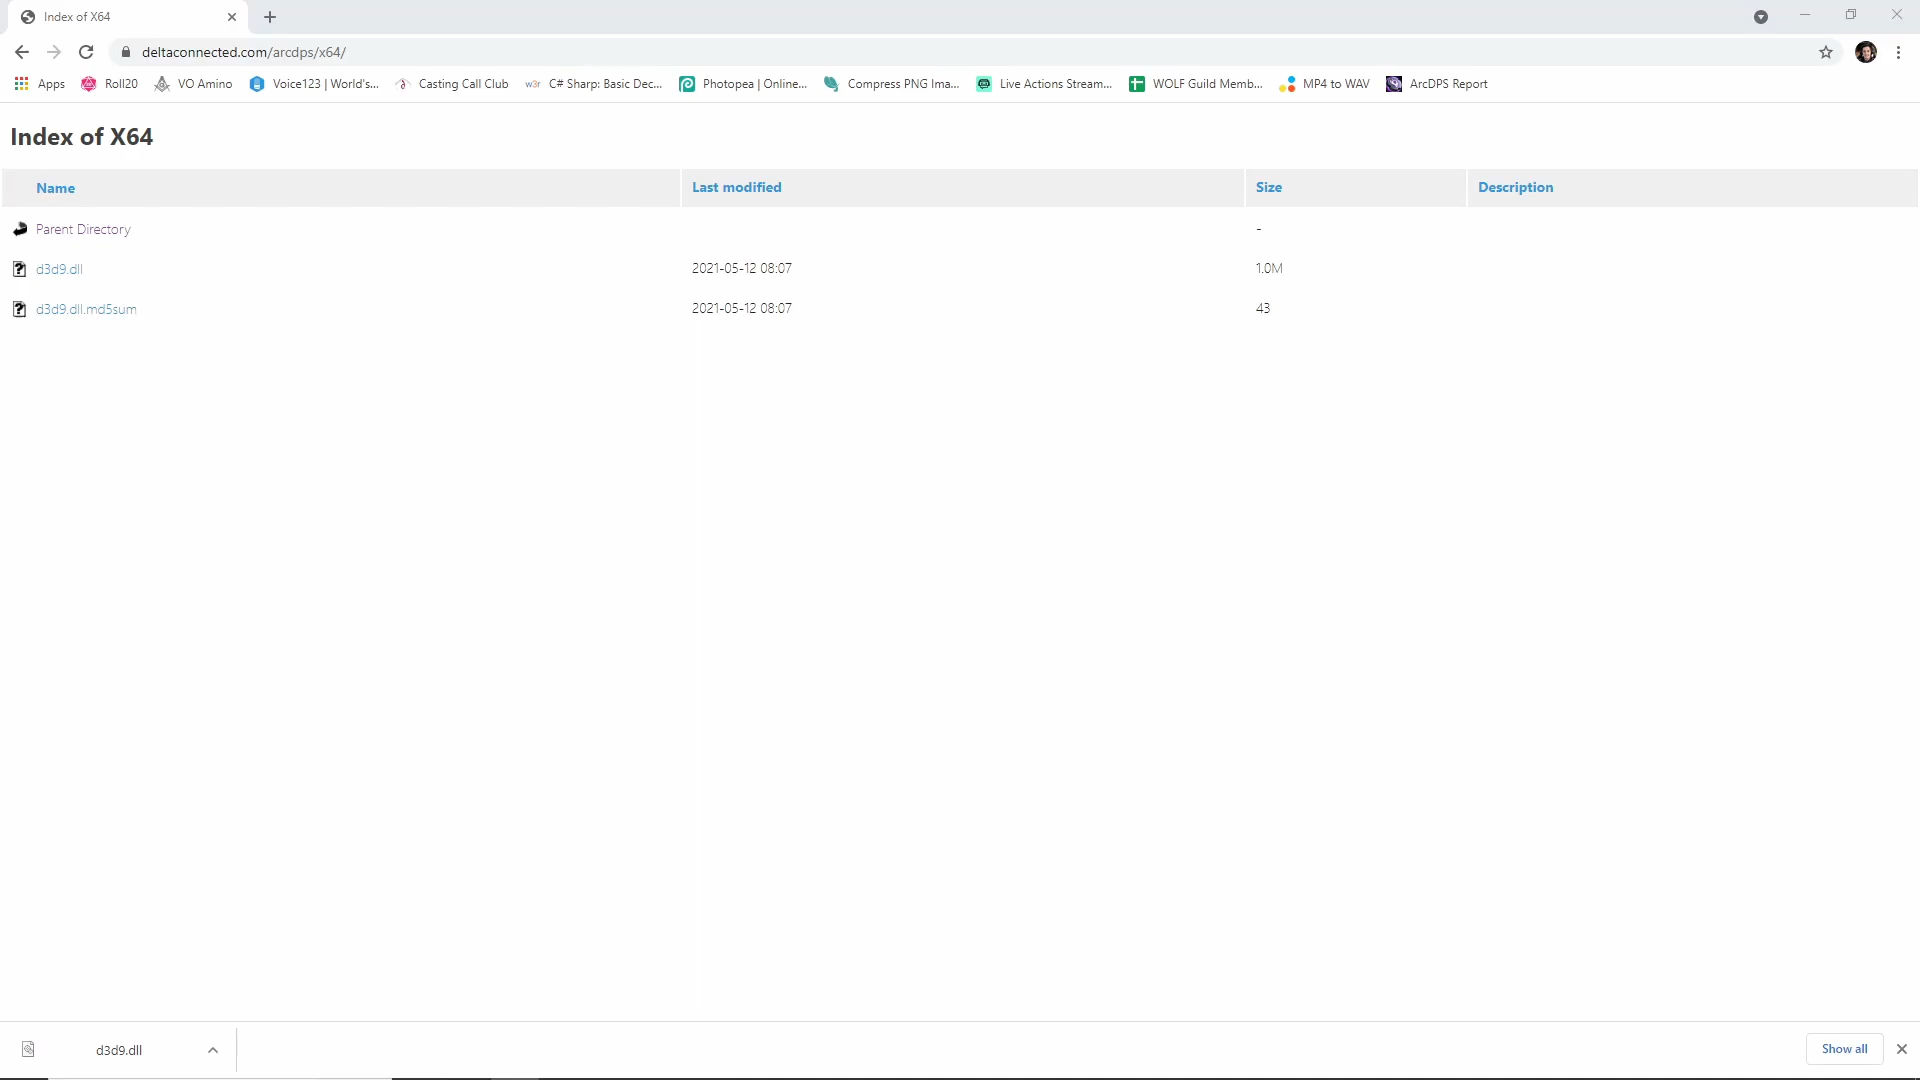 Index of X64
deltaconnected.com/arcdps/x64/
Apps Roll20 VO Amino Voice123 | World's... Casting Call Club w3r C# Sharp: Basic Dec... Photopea | Online... Compress PNG Ima... Live Actions Stream... WOLF Guild Memb... MP4 to WAV ArcDPS Report
Index of X64
Name Last modified Size Description
Parent Directory -
d3d9.dll 2021-05-12 08:07 1.0M
d3d9.dll.md5sum 2021-05-12 08:07 43
d3d9.dll Show all